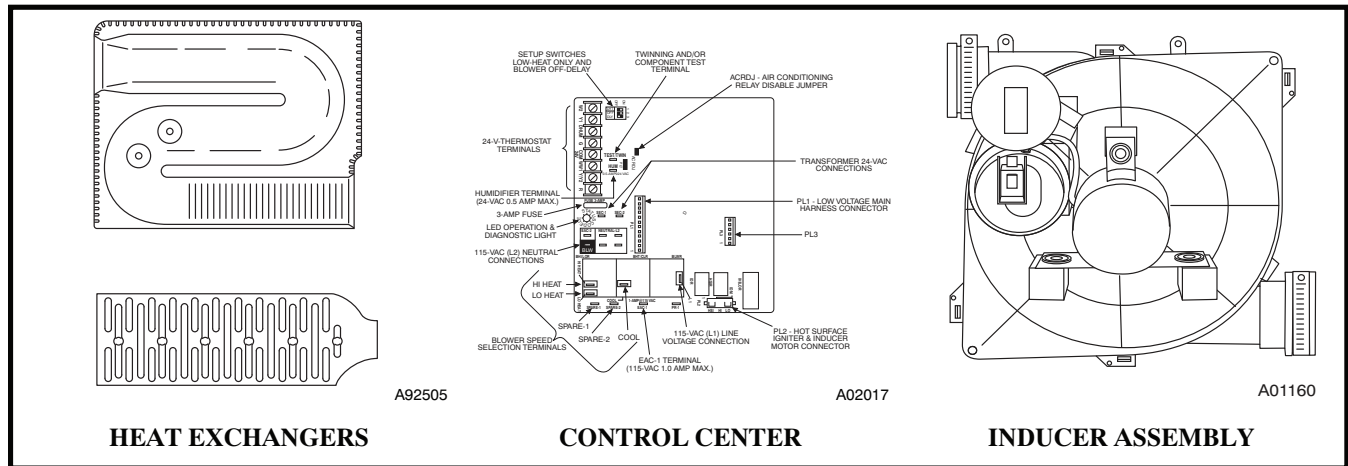 SETUP SWITCHES
LOW-HEAT ONLY AND
BLOWER OFF-DELAY
TWINNING AND/OR
COMPONENT TEST
TERMINAL
ACRDJ - AIR CONDITIONING
RELAY DISABLE JUMPER
24-V-THERMOSTAT
TERMINALS
TEST/TWIN
HUM
TRANSFORMER 24-VAC
CONNECTIONS
HUMIDIFIER TERMINAL
(24-VAC 0.5 AMP MAX.)
3-AMP FUSE
PL1 - LOW VOLTAGE MAIN
HARNESS CONNECTOR
LED OPERATION &
DIAGNOSTIC LIGHT
PL3
115-VAC (L2) NEUTRAL
CONNECTIONS
BLW
HI HEAT
LO HEAT
SPARE-1
SPARE-2
COOL
BLOWER SPEED
SELECTION TERMINALS
115-VAC (L1) LINE
VOLTAGE CONNECTION
PL2 - HOT SURFACE
IGNITER & INDUCER
MOTOR CONNECTOR
EAC-1 TERMINAL
(115-VAC 1.0 AMP MAX.)
A92505
A02017
A01160
HEAT EXCHANGERS
CONTROL CENTER
INDUCER ASSEMBLY